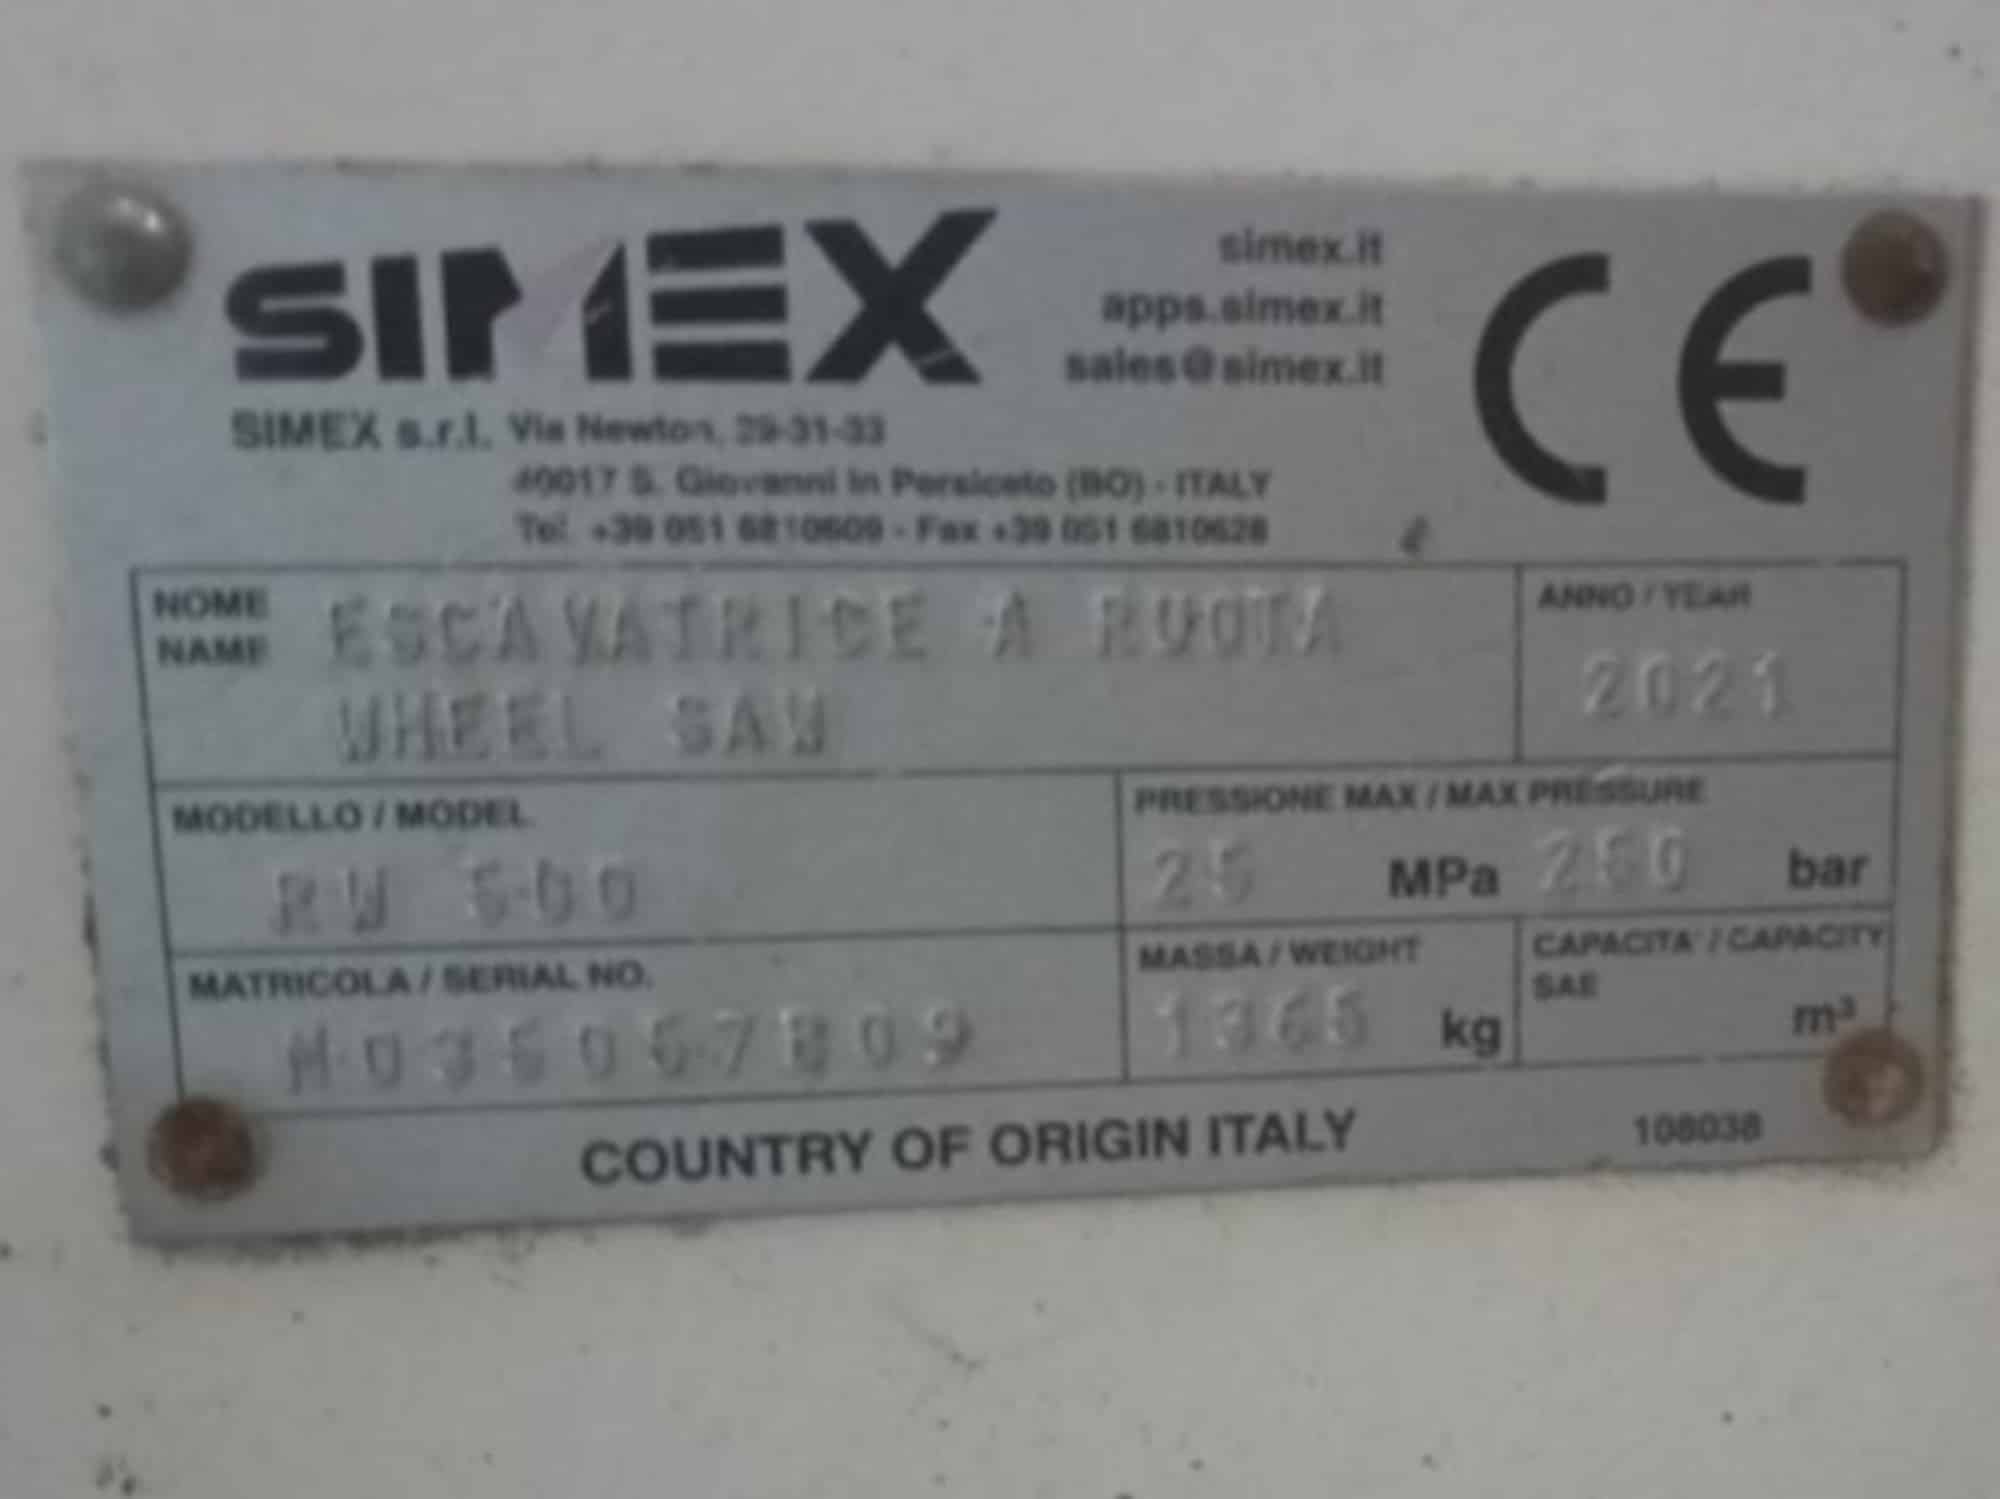 SIMEX
simex.it
apps.simex.it
sales@simex.it
CE
SIMEX s.r.l. Via Newton, 29-31-33
40017 S. Giovanni in Persiceto (BO) - ITALY
Tel. +39 051 6810609 - Fax +39 051 6810628
NOME
NAME
ESCAVATRICE A RUOTA
WHEEL SAW
ANNO / YEAR
2021
MODELLO / MODEL
RW 500
PRESSIONE MAX / MAX PRESSURE
25 MPa 250 bar
MATRICOLA / SERIAL NO.
MASSA / WEIGHT
1365 kg
CAPACITA' / CAPACITY
SAE
m³
COUNTRY OF ORIGIN ITALY
108038